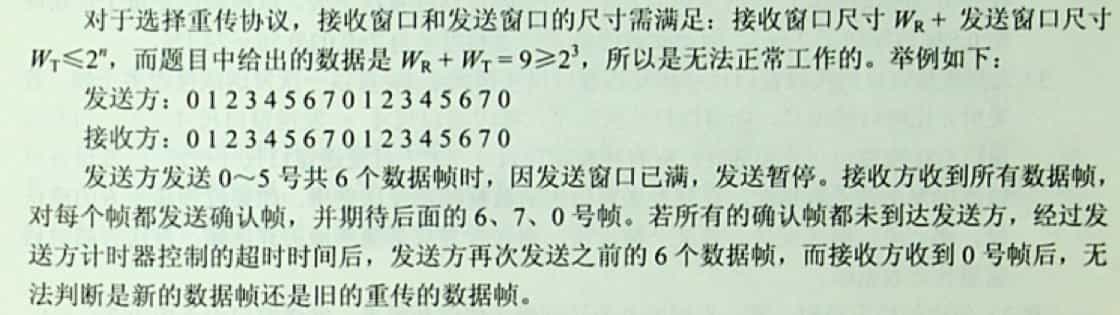 对于选择重传协议，接收窗口和发送窗口的尺寸需满足：接收窗口尺寸 W_R + 发送窗口尺寸
W_T≤2ⁿ，而题目中给出的数据是 W_R + W_T = 9≥2³，所以是无法正常工作的。举例如下：
发送方：0 1 2 3 4 5 6 7 0 1 2 3 4 5 6 7 0
接收方：0 1 2 3 4 5 6 7 0 1 2 3 4 5 6 7 0
发送方发送 0～5 号共 6 个数据帧时，因发送窗口已满，发送暂停。接收方收到所有数据帧，
对每个帧都发送确认帧，并期待后面的 6、7、0 号帧。若所有的确认帧都未到达发送方，经过发
送方计时器控制的超时时间后，发送方再次发送之前的 6 个数据帧，而接收方收到 0 号帧后，无
法判断是新的数据帧还是旧的重传的数据帧。